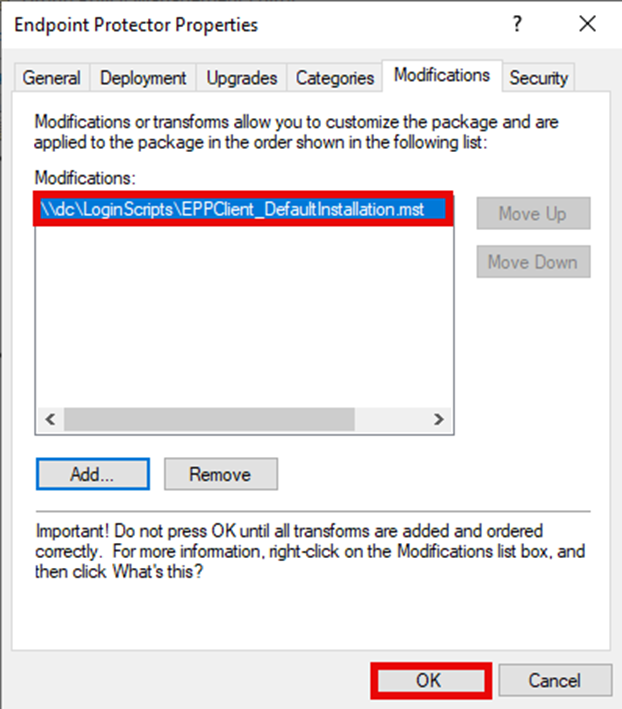 Endpoint Protector Properties
?
General Deployment Upgrades Categories Modifications Security
Modifications or transforms allow you to customize the package and are
applied to the package in the order shown in the following list:
Modifications:
\\dc\LoginScripts\EPPClient_DefaultInstallation.mst
Move Up
Move Down
Add... Remove
Important! Do not press OK until all transforms are added and ordered
correctly. For more information, right-click on the Modifications list box, and
then click What's this?
OK Cancel